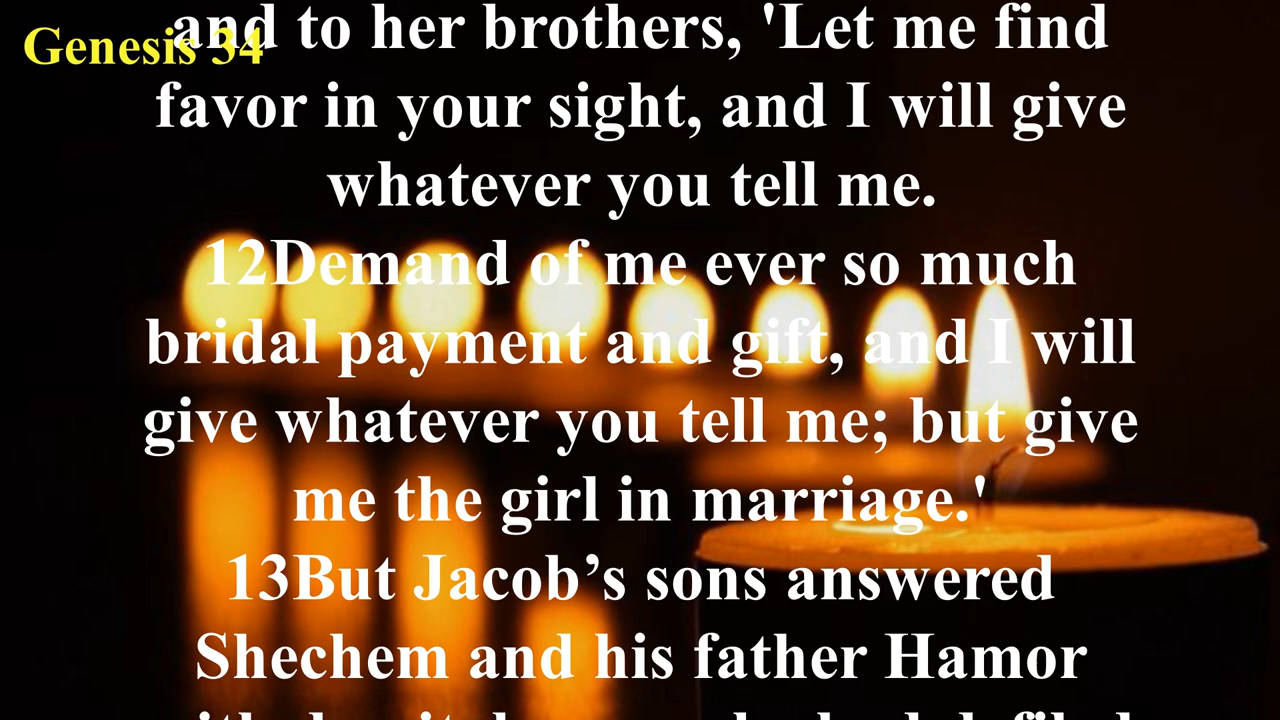 Genesis 34
and to her brothers, 'Let me find
favor in your sight, and I will give
whatever you tell me.
12Demand of me ever so much
bridal payment and gift, and I will
give whatever you tell me; but give
me the girl in marriage.'
13But Jacob’s sons answered
Shechem and his father Hamor